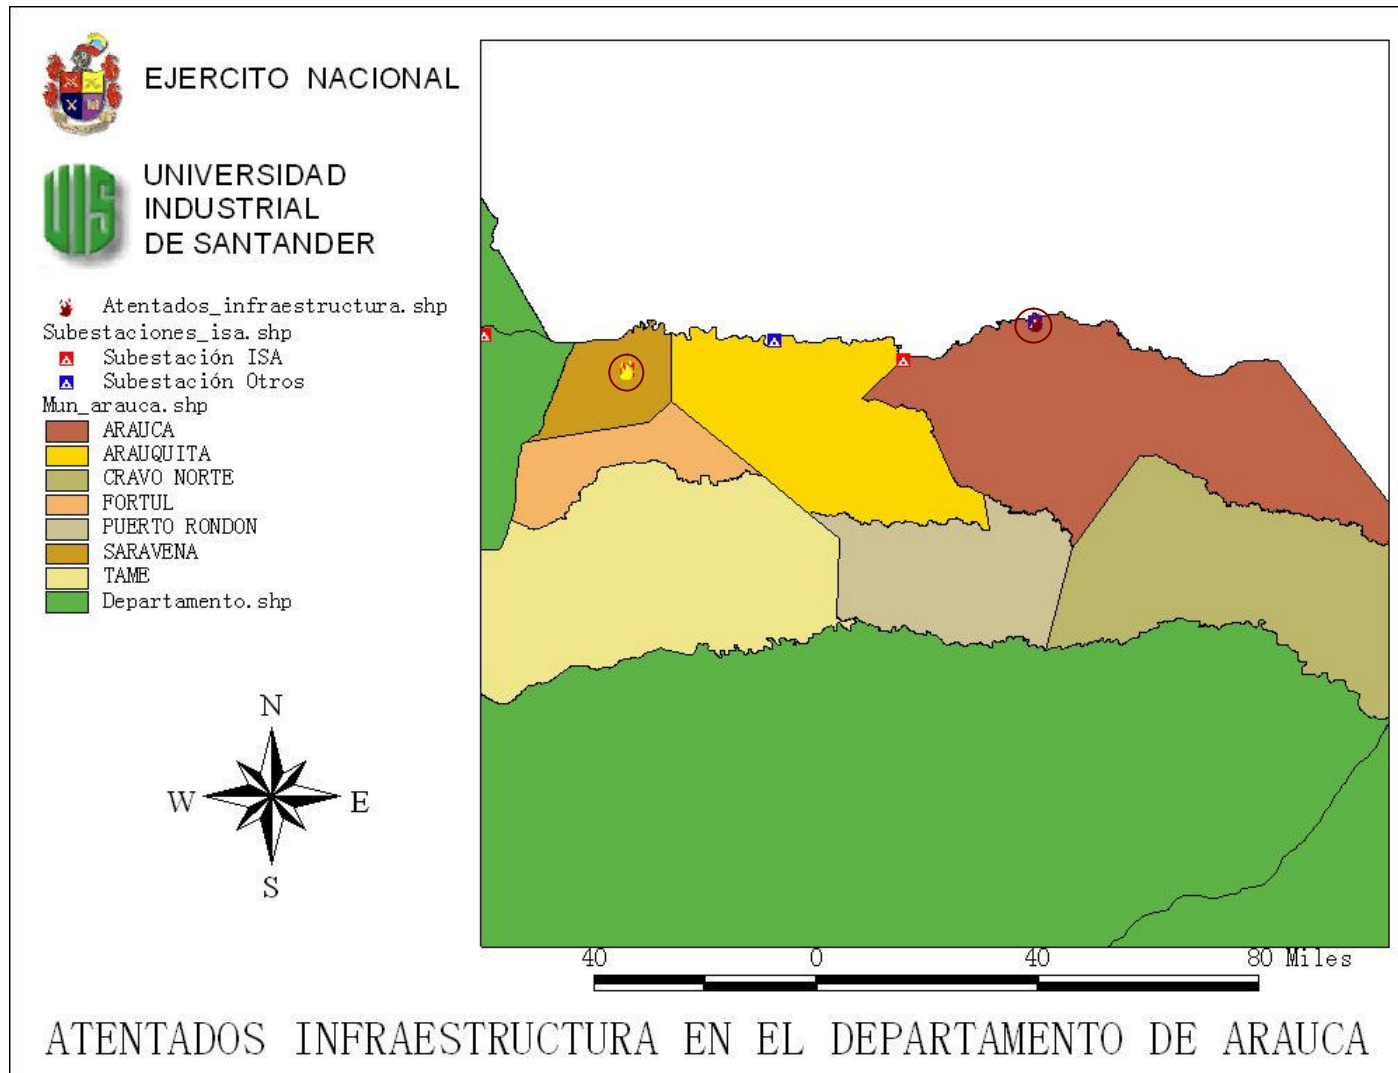 EJERCITO NACIONAL
UIS
UNIVERSIDAD
INDUSTRIAL
DE SANTANDER
Atentados_infraestructura.shp
Subestaciones_isa.shp
Subestación ISA
Subestación Otros
Mun_arauca.shp
ARAUCA
ARAUQUITA
CRAVO NORTE
FORTUL
PUERTO RONDON
SARAVENA
TAME
Departamento.shp
N
W E
S
40 0 40 80 Miles
ATENTADOS INFRAESTRUCTURA EN EL DEPARTAMENTO DE ARAUCA